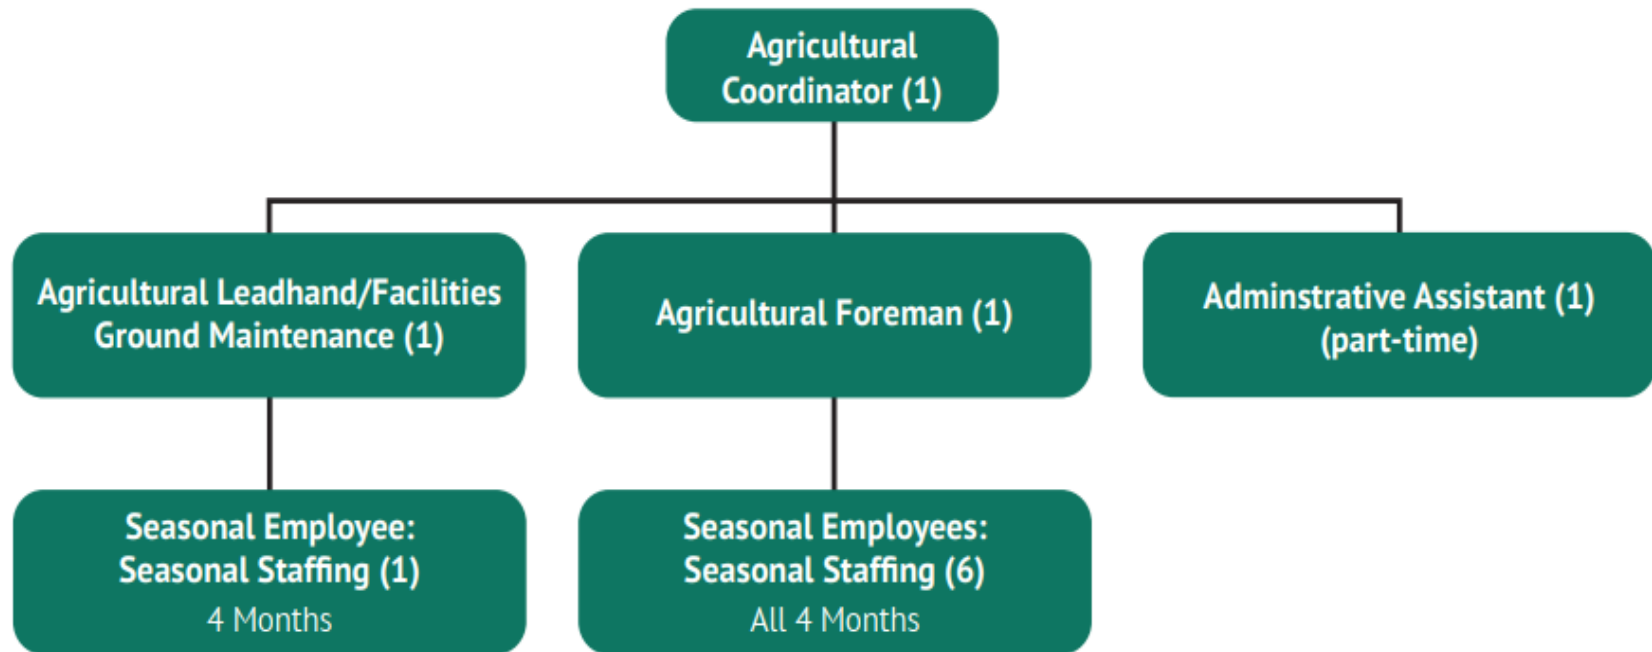 Agricultural
Coordinator (1)
Agricultural Leadhand/Facilities
Ground Maintenance (1)
Agricultural Foreman (1)
Adminstrative Assistant (1)
(part-time)
Seasonal Employee:
Seasonal Staffing (1)
4 Months
Seasonal Employees:
Seasonal Staffing (6)
All 4 Months